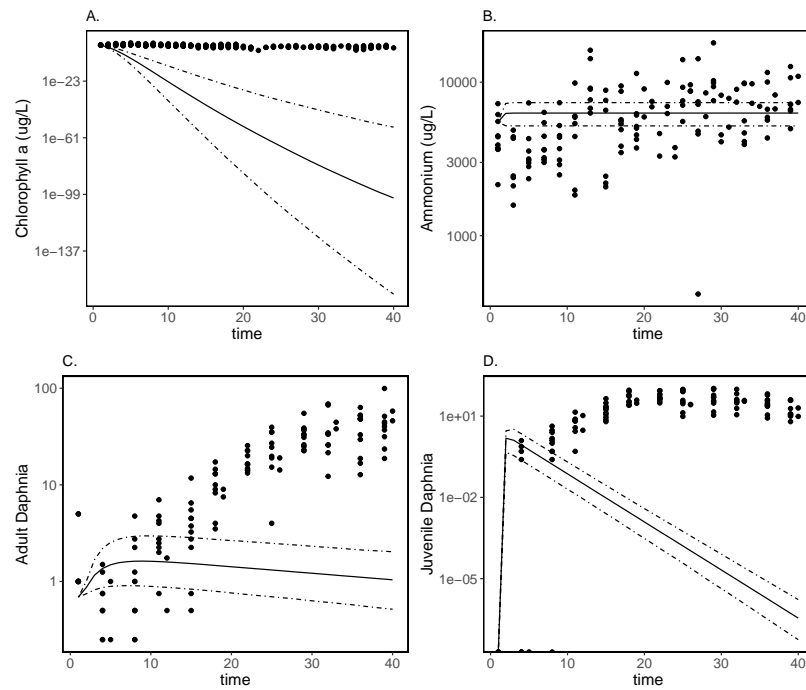 A.
1e−23
1e−61
1e−99
1e−137
Chlorophyll a (ug/L)
0 10 20 30 40
time
B.
10000
3000
1000
Ammonium (ug/L)
0 10 20 30 40
time
C.
100
10
1
Adult Daphnia
0 10 20 30 40
time
D.
1e+01
1e−02
1e−05
Juvenile Daphnia
0 10 20 30 40
time